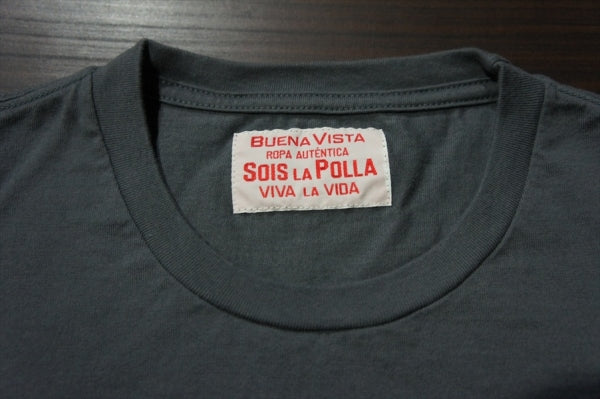 BUENA VISTA
ROPA AUTÉNTICA
SOIS LA POLLA
VIVA LA VIDA